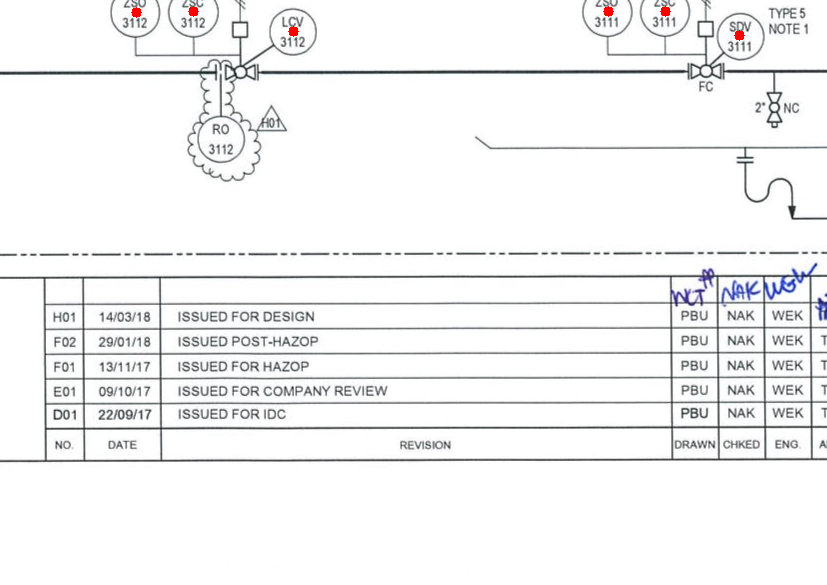 ZSO
3112
ZSC
3112
LCV
3112
ZSO
3111
ZSC
3111
SDV
3111
TYPE 5
NOTE 1
FC
2"
NC
RO
3112
H01
NAK WEK
H01 14/03/18 ISSUED FOR DESIGN PBU NAK WEK
F02 29/01/18 ISSUED POST-HAZOP PBU NAK WEK
F01 13/11/17 ISSUED FOR HAZOP PBU NAK WEK
E01 09/10/17 ISSUED FOR COMPANY REVIEW PBU NAK WEK
D01 22/09/17 ISSUED FOR IDC PBU NAK WEK
NO. DATE REVISION DRAWN CHKED ENG.